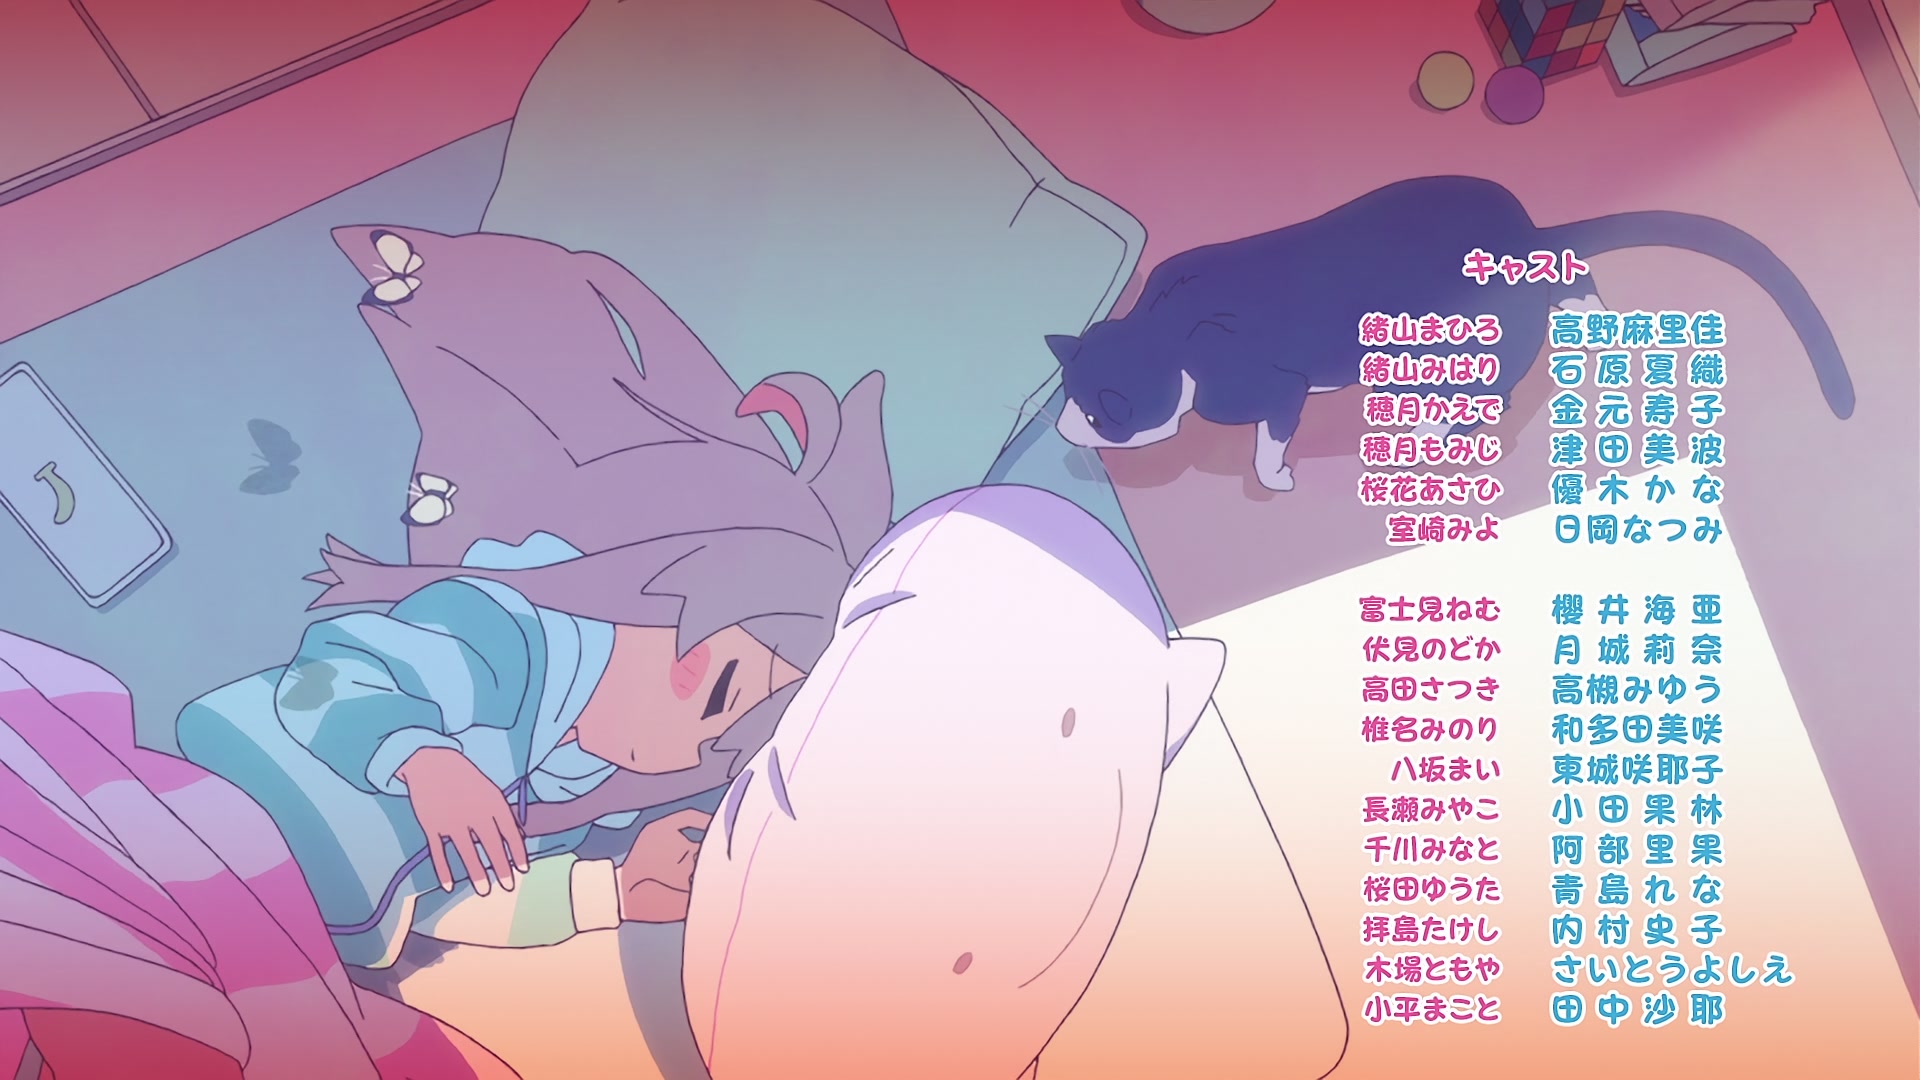 キャスト
緒山まひろ 高野麻里佳
緒山みはり 石原夏織
穂月かえで 金元寿子
穂月もみじ 津田美波
桜花あさひ 優木かな
室崎みよ 日岡なつみ
富士見ねむ 櫻井海亜
伏見のどか 月城莉奈
高田さつき 高槻みゆう
椎名みのり 和多田美咲
八坂まい 東城咲耶子
長瀬みやこ 小田果林
千川みなと 阿部里果
桜田ゆうた 青島れな
拝島たけし 内村史子
木場ともや さいとうよしえ
小平まこと 田中沙耶